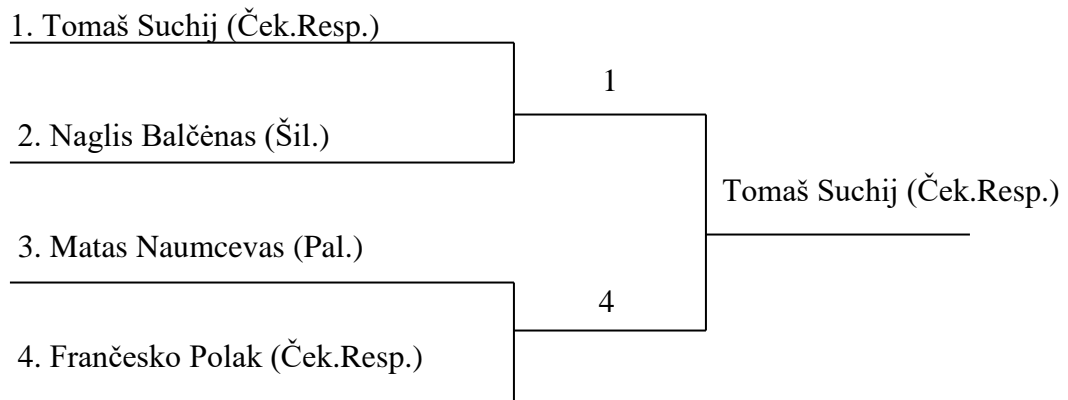 1. Tomaš Suchij (Ček.Resp.)
1
2. Naglis Balčėnas (Šil.)
Tomaš Suchij (Ček.Resp.)
3. Matas Naumcevas (Pal.)
4
4. Frančesko Polak (Ček.Resp.)